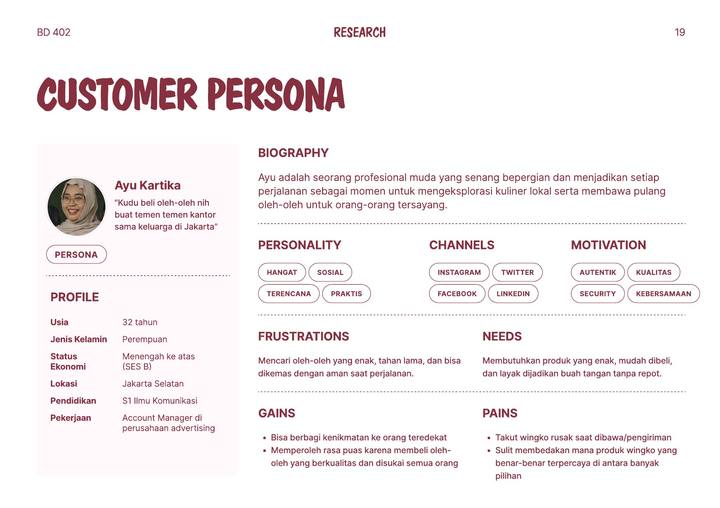 BD 402
RESEARCH
19
CUSTOMER PERSONA
Ayu Kartika
"Kudu beli oleh-oleh nih
buat temen temen kantor
sama keluarga di Jakarta"
PERSONA
PROFILE
Usia 32 tahun
Jenis Kelamin Perempuan
Status Menengah ke atas
Ekonomi (SES B)
Lokasi Jakarta Selatan
Pendidikan S1 Ilmu Komunikasi
Pekerjaan Account Manager di
perusahaan advertising
BIOGRAPHY
Ayu adalah seorang profesional muda yang senang bepergian dan menjadikan setiap
perjalanan sebagai momen untuk mengeksplorasi kuliner lokal serta membawa pulang
oleh-oleh untuk orang-orang tersayang.
PERSONALITY
HANGAT SOSIAL
TERENCANA PRAKTIS
CHANNELS
INSTAGRAM TWITTER
FACEBOOK LINKEDIN
MOTIVATION
AUTENTIK KUALITAS
SECURITY KEBERSAMAAN
FRUSTRATIONS
Mencari oleh-oleh yang enak, tahan lama, dan bisa
dikemas dengan aman saat perjalanan.
NEEDS
Membutuhkan produk yang enak, mudah dibeli,
dan layak dijadikan buah tangan tanpa repot.
GAINS
• Bisa berbagi kenikmatan ke orang teredekat
• Memperoleh rasa puas karena membeli oleh-
oleh yang berkualitas dan disukai semua orang
PAINS
• Takut wingko rusak saat dibawa/pengiriman
• Sulit membedakan mana produk wingko yang
benar-benar terpercaya di antara banyak
pilihan